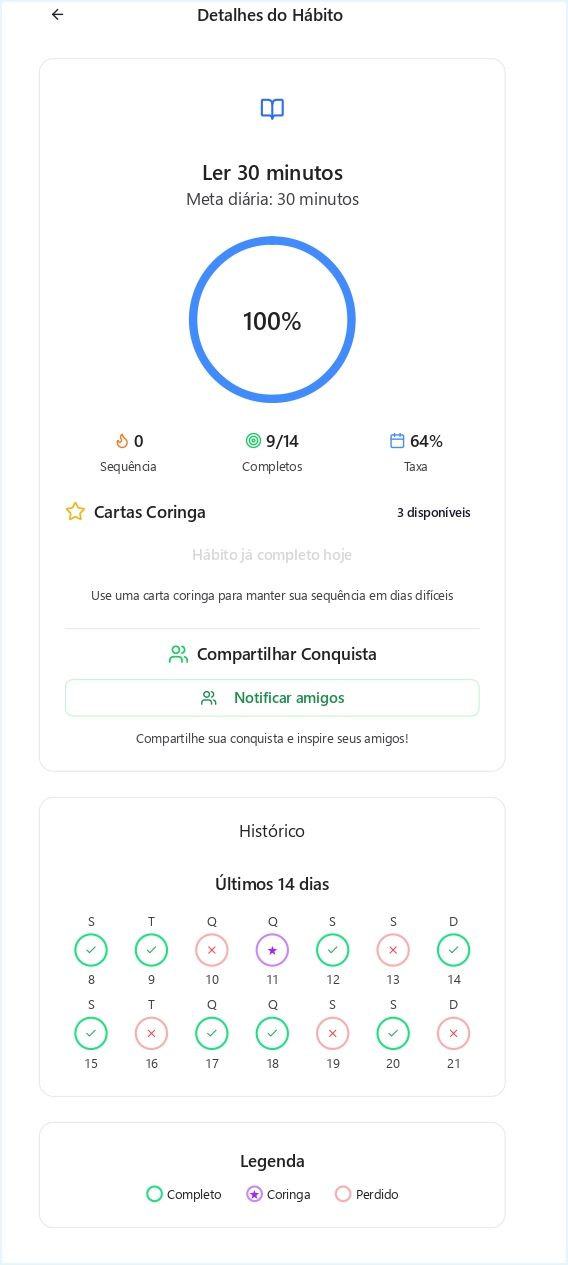 Detalhes do Hábito
Ler 30 minutos
Meta diária: 30 minutos
100%
0 9/14 64%
Sequência Completos Taxa
Cartas Coringa 3 disponíveis
Hábito já completo hoje
Use uma carta coringa para manter sua sequência em dias difíceis
Compartilhar Conquista
Notificar amigos
Compartilhe sua conquista e inspire seus amigos!
Histórico
Últimos 14 dias
S T Q Q S S D
8 9 10 11 12 13 14
S T Q Q S S D
15 16 17 18 19 20 21
Legenda
Completo Coringa Perdido